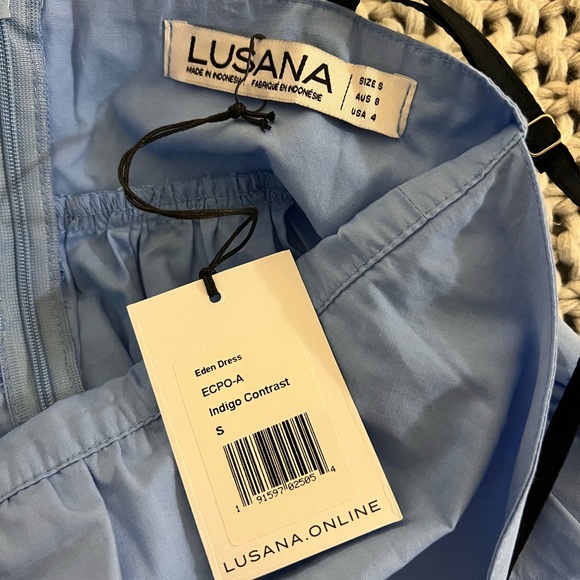 LUSANA
MADE IN INDONESIA FABRIQUÉ EN INDONÉSIE
SIZE S
AUS 8
USA 4
Eden Dress
ECPO-A
Indigo Contrast
S
1 91597 02505 4
LUSANA.ONLINE